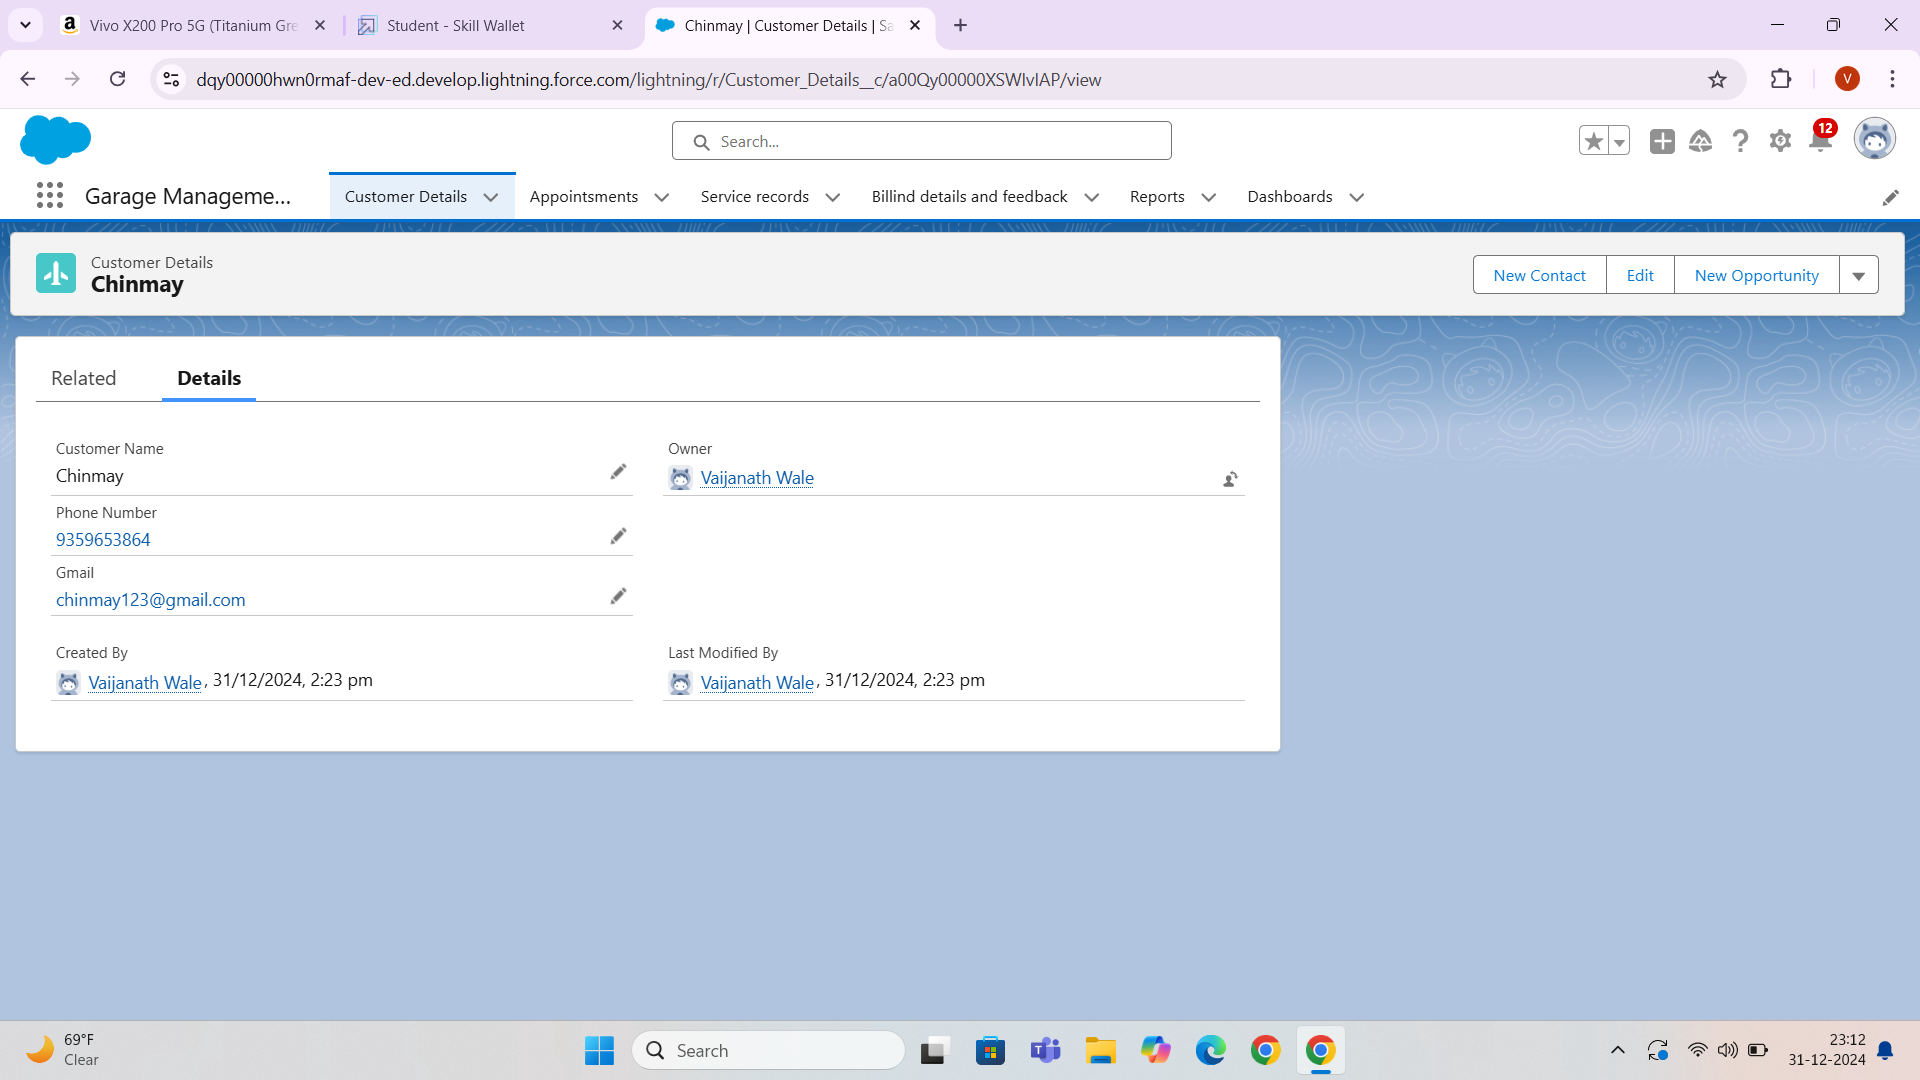 Vivo X200 Pro 5G (Titanium Gre
Student - Skill Wallet
Chinmay | Customer Details | Sa
dqy00000hwn0rmaf-dev-ed.develop.lightning.force.com/lightning/r/Customer_Details__c/a00Qy00000XSWIvIAP/view
V
Search...
12
Garage Manageme...
Customer Details
Appointments
Service records
Billind details and feedback
Reports
Dashboards
Customer Details
Chinmay
New Contact
Edit
New Opportunity
Related
Details
Customer Name
Chinmay
Owner
Vaijanath Wale
Phone Number
9359653864
Gmail
chinmay123@gmail.com
Created By
Vaijanath Wale, 31/12/2024, 2:23 pm
Last Modified By
Vaijanath Wale, 31/12/2024, 2:23 pm
69°F
Clear
Search
23:12
31-12-2024